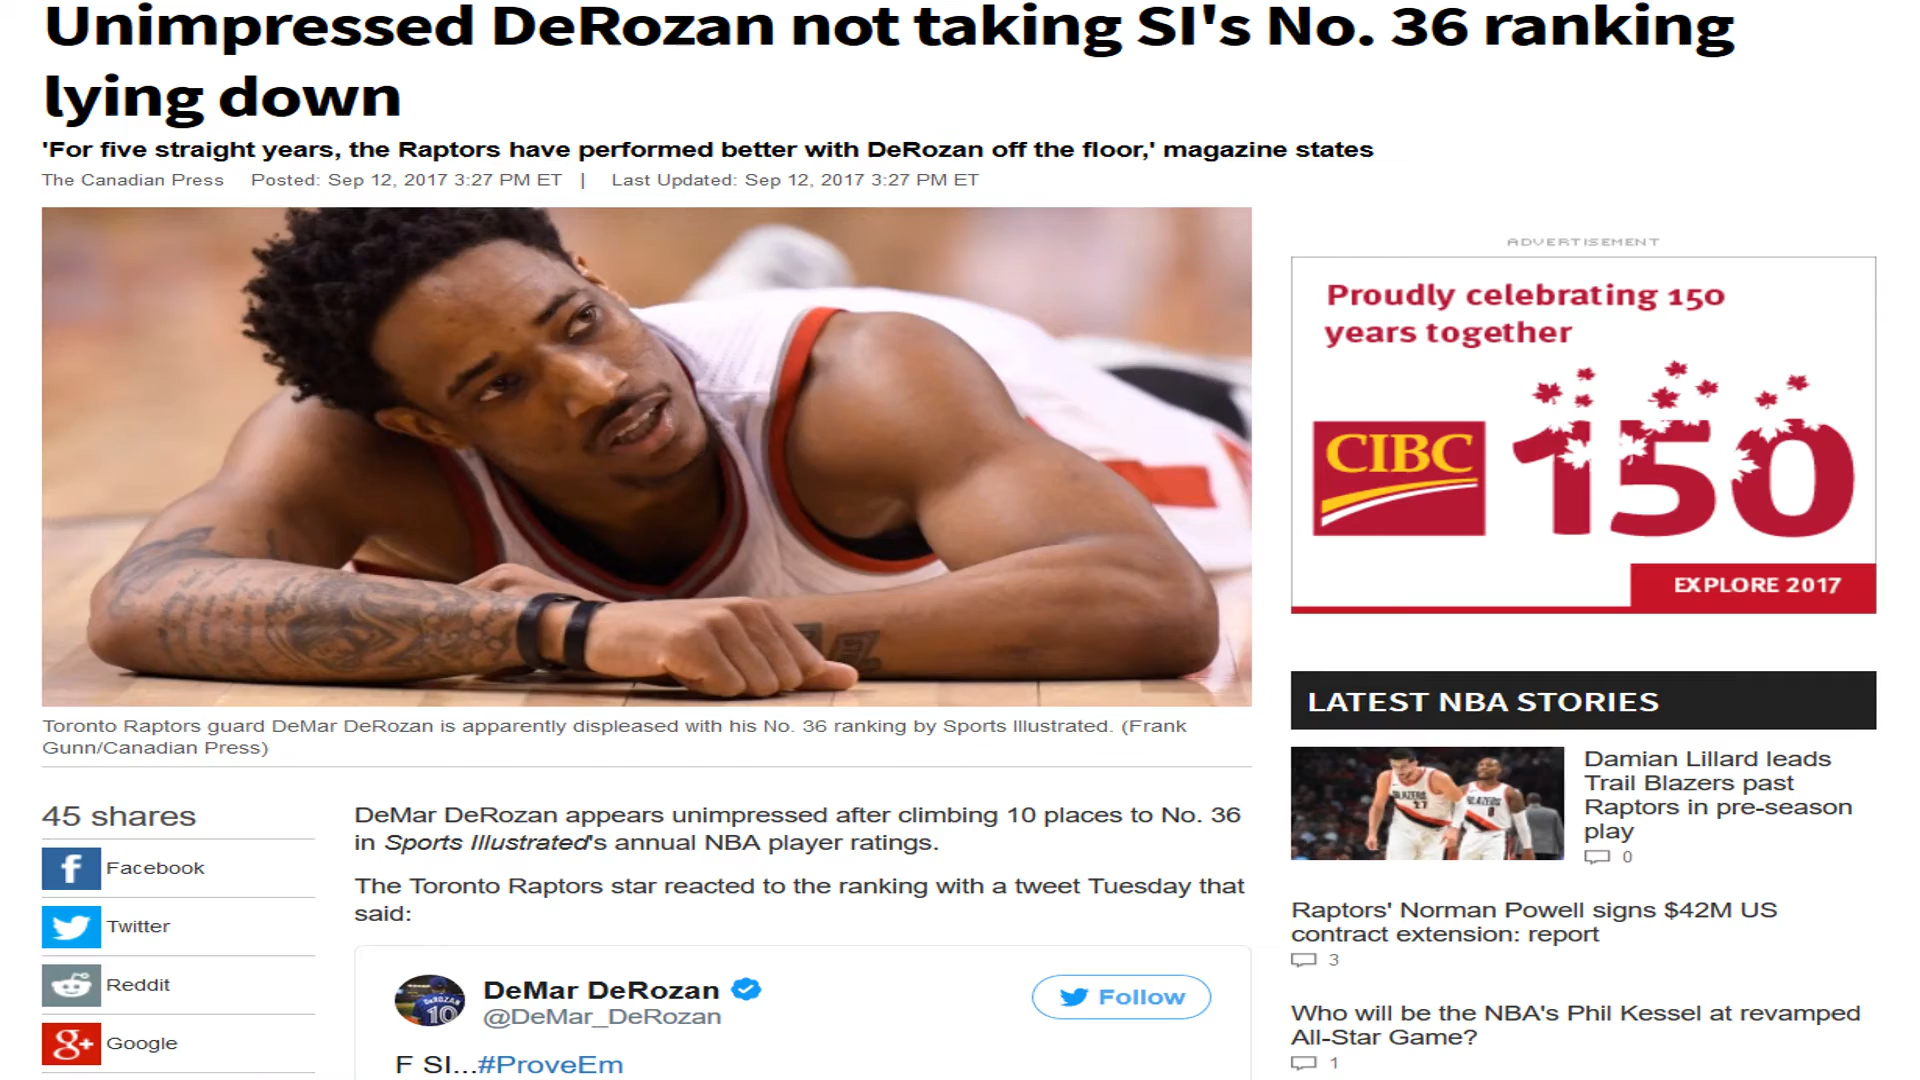 Unimpressed DeRozan not taking SI's No. 36 ranking
lying down
'For five straight years, the Raptors have performed better with DeRozan off the floor,' magazine states
The Canadian Press Posted: Sep 12, 2017 3:27 PM ET | Last Updated: Sep 12, 2017 3:27 PM ET
Toronto Raptors guard DeMar DeRozan is apparently displeased with his No. 36 ranking by Sports Illustrated. (Frank
Gunn/Canadian Press)
45 shares
Facebook
Twitter
Reddit
Google
DeMar DeRozan appears unimpressed after climbing 10 places to No. 36
in Sports Illustrated's annual NBA player ratings.
The Toronto Raptors star reacted to the ranking with a tweet Tuesday that
said:
DEROZAN
10
DeMar DeRozan
@DeMar_DeRozan
Follow
F SI...#ProveEm
ADVERTISEMENT
Proudly celebrating 150
years together
CIBC
150
EXPLORE 2017
LATEST NBA STORIES
BLAZERS
27
BLAZERS
0
Damian Lillard leads
Trail Blazers past
Raptors in pre-season
play
0
Raptors' Norman Powell signs $42M US
contract extension: report
3
Who will be the NBA's Phil Kessel at revamped
All-Star Game?
1